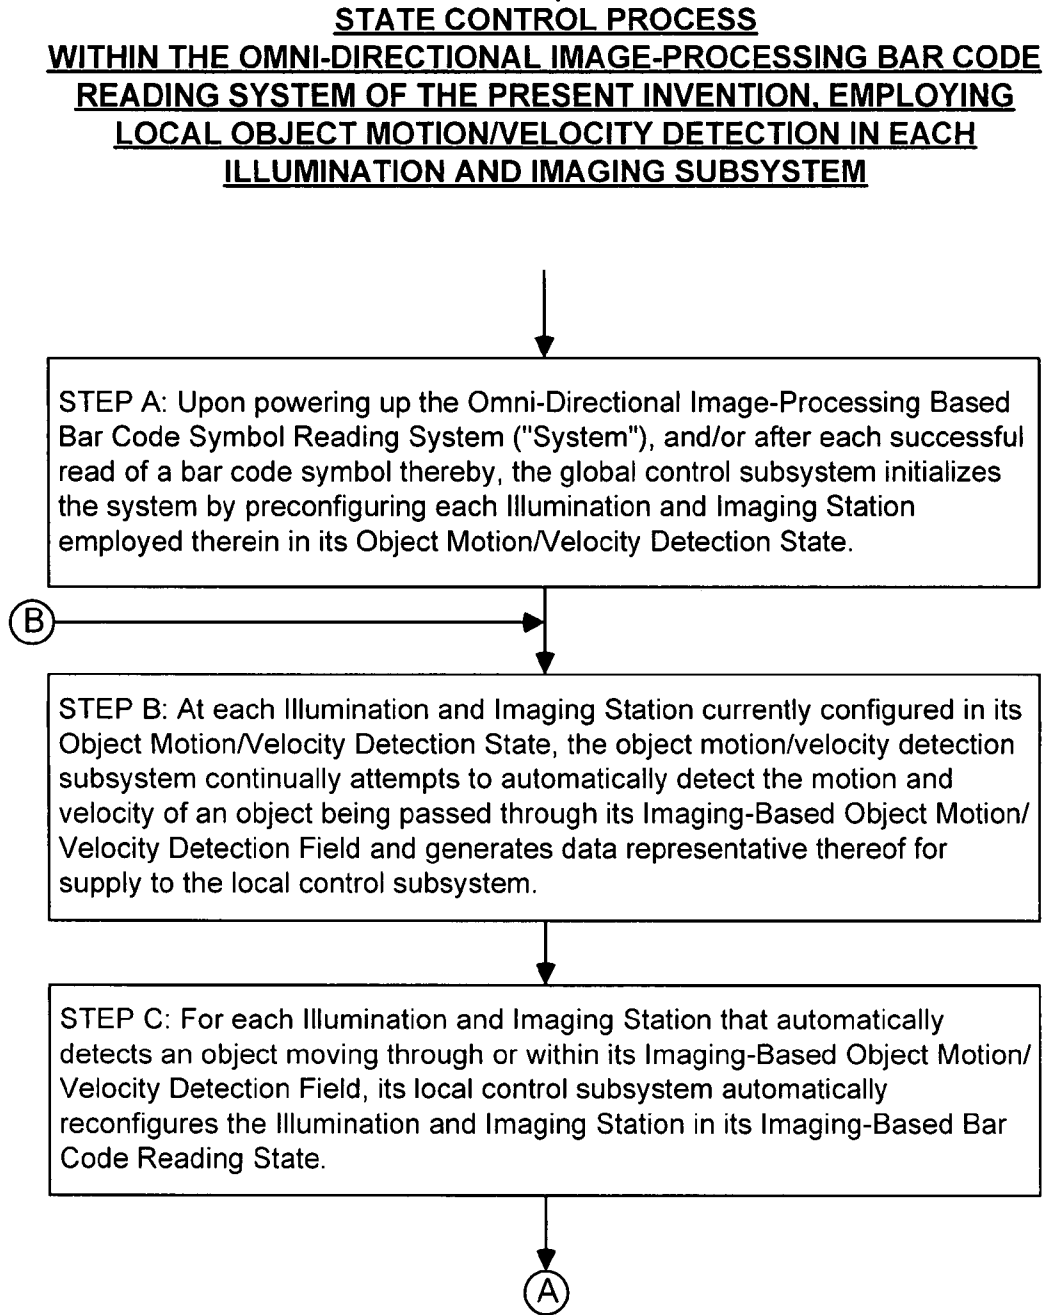 STATE CONTROL PROCESS
WITHIN THE OMNI-DIRECTIONAL IMAGE-PROCESSING BAR CODE
READING SYSTEM OF THE PRESENT INVENTION, EMPLOYING
LOCAL OBJECT MOTION/VELOCITY DETECTION IN EACH
ILLUMINATION AND IMAGING SUBSYSTEM
STEP A: Upon powering up the Omni-Directional Image-Processing Based
Bar Code Symbol Reading System ("System"), and/or after each successful
read of a bar code symbol thereby, the global control subsystem initializes
the system by preconfiguring each Illumination and Imaging Station
employed therein in its Object Motion/Velocity Detection State.
B
STEP B: At each Illumination and Imaging Station currently configured in its
Object Motion/Velocity Detection State, the object motion/velocity detection
subsystem continually attempts to automatically detect the motion and
velocity of an object being passed through its Imaging-Based Object Motion/
Velocity Detection Field and generates data representative thereof for
supply to the local control subsystem.
STEP C: For each Illumination and Imaging Station that automatically
detects an object moving through or within its Imaging-Based Object Motion/
Velocity Detection Field, its local control subsystem automatically
reconfigures the Illumination and Imaging Station in its Imaging-Based Bar
Code Reading State.
A